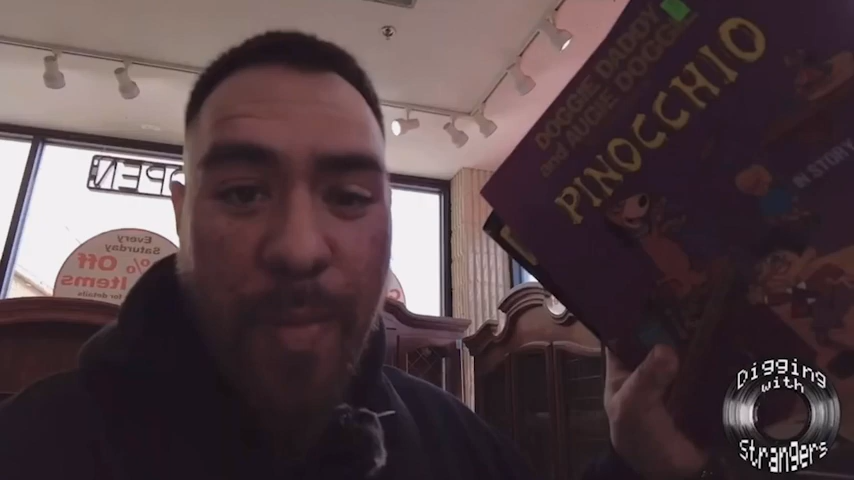 OPEN
Every
Saturday
% Off
Items
for details
DOGGIE DADDY
and AUGIE DOGGIE
PINOCCHIO
IN STORY
Digging
with
Strangers